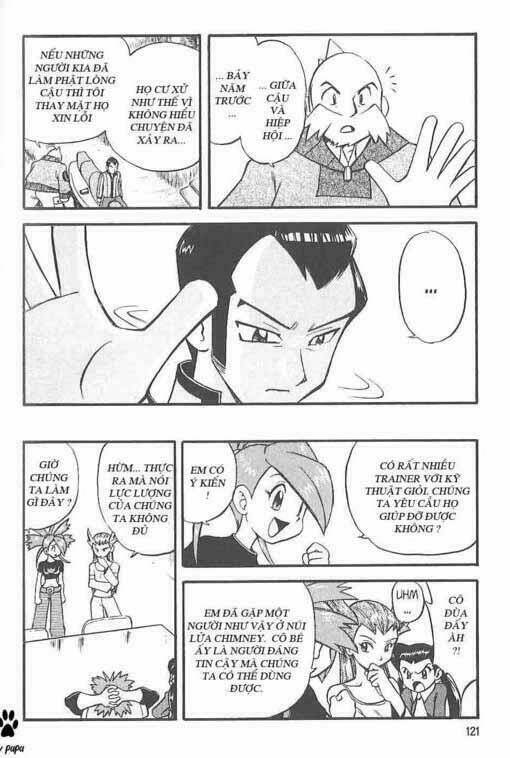 NẾU NHỮNG
NGƯỜI KIA ĐÃ
LÀM PHẬT LÒNG
CẬU THÌ TÔI
THAY MẶT HỌ
XIN LỖI
HỌ CƯ XỬ
NHƯ THẾ VÌ
KHÔNG HIỂU
CHUYỆN ĐÃ
XẢY RA...
... BẢY
NĂM
TRƯỚC
...
... GIỮA
CẬU VÀ
HIỆP
HỘI ...
...
GIỜ
CHÚNG
TA LÀM
GÌ ĐÂY ?
HỪM... THỰC
RA MÀ NÓI
LỰC LƯỢNG
CỦA CHÚNG
TA KHÔNG
ĐỦ
EM CÓ
Ý KIẾN
!
CÓ RẤT NHIỀU
TRAINER VỚI KỸ
THUẬT GIỎI. CHÚNG
TA YÊU CẦU HỌ
GIÚP ĐỠ ĐƯỢC
KHÔNG ?
EM ĐÃ GẶP MỘT
NGƯỜI NHƯ VẬY Ở NÚI
LỬA CHIMNEY. CÔ BÉ
ẤY LÀ NGƯỜI ĐÁNG
TIN CẬY MÀ CHÚNG
TA CÓ THỂ DÙNG
ĐƯỢC.
UHM
...
CÔ
ĐÙA
ĐẤY
ÀH
?!
121
y pupu